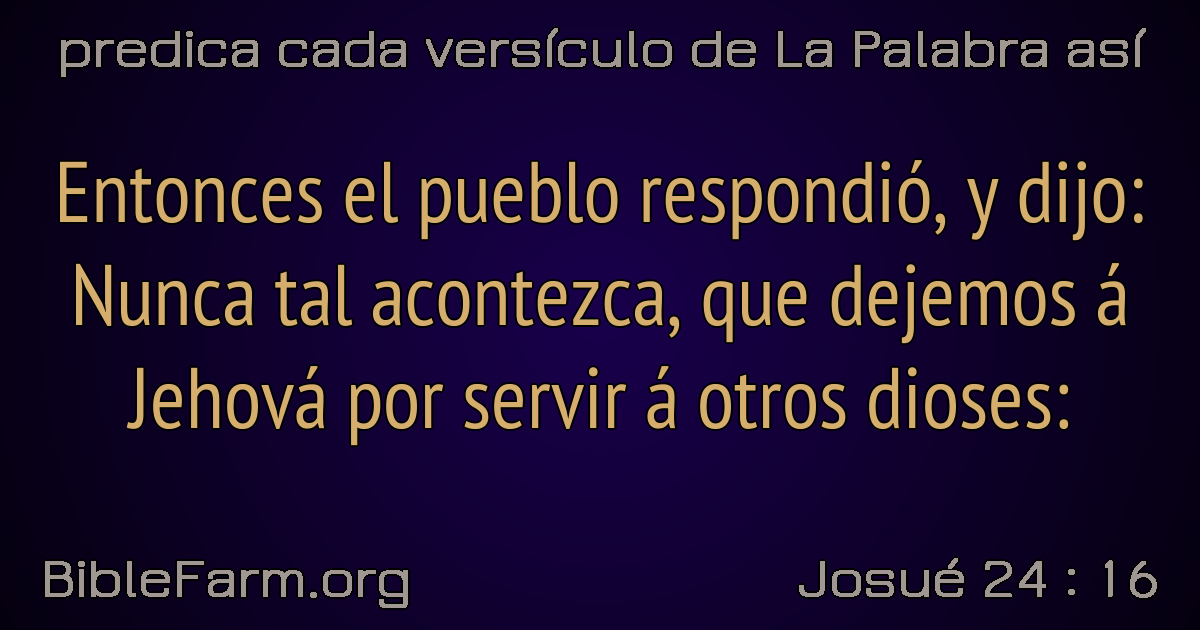 predica cada versículo de La Palabra así
Entonces el pueblo respondió, y dijo:
Nunca tal acontezca, que dejemos á
Jehová por servir á otros dioses:
BibleFarm.org
Josué 24 : 16